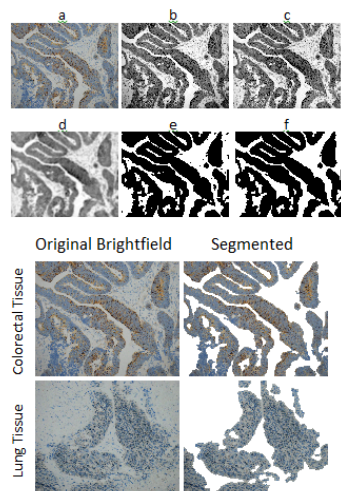 a b c
d e f
Original Brightfield Segmented
Colorectal Tissue
Lung Tissue